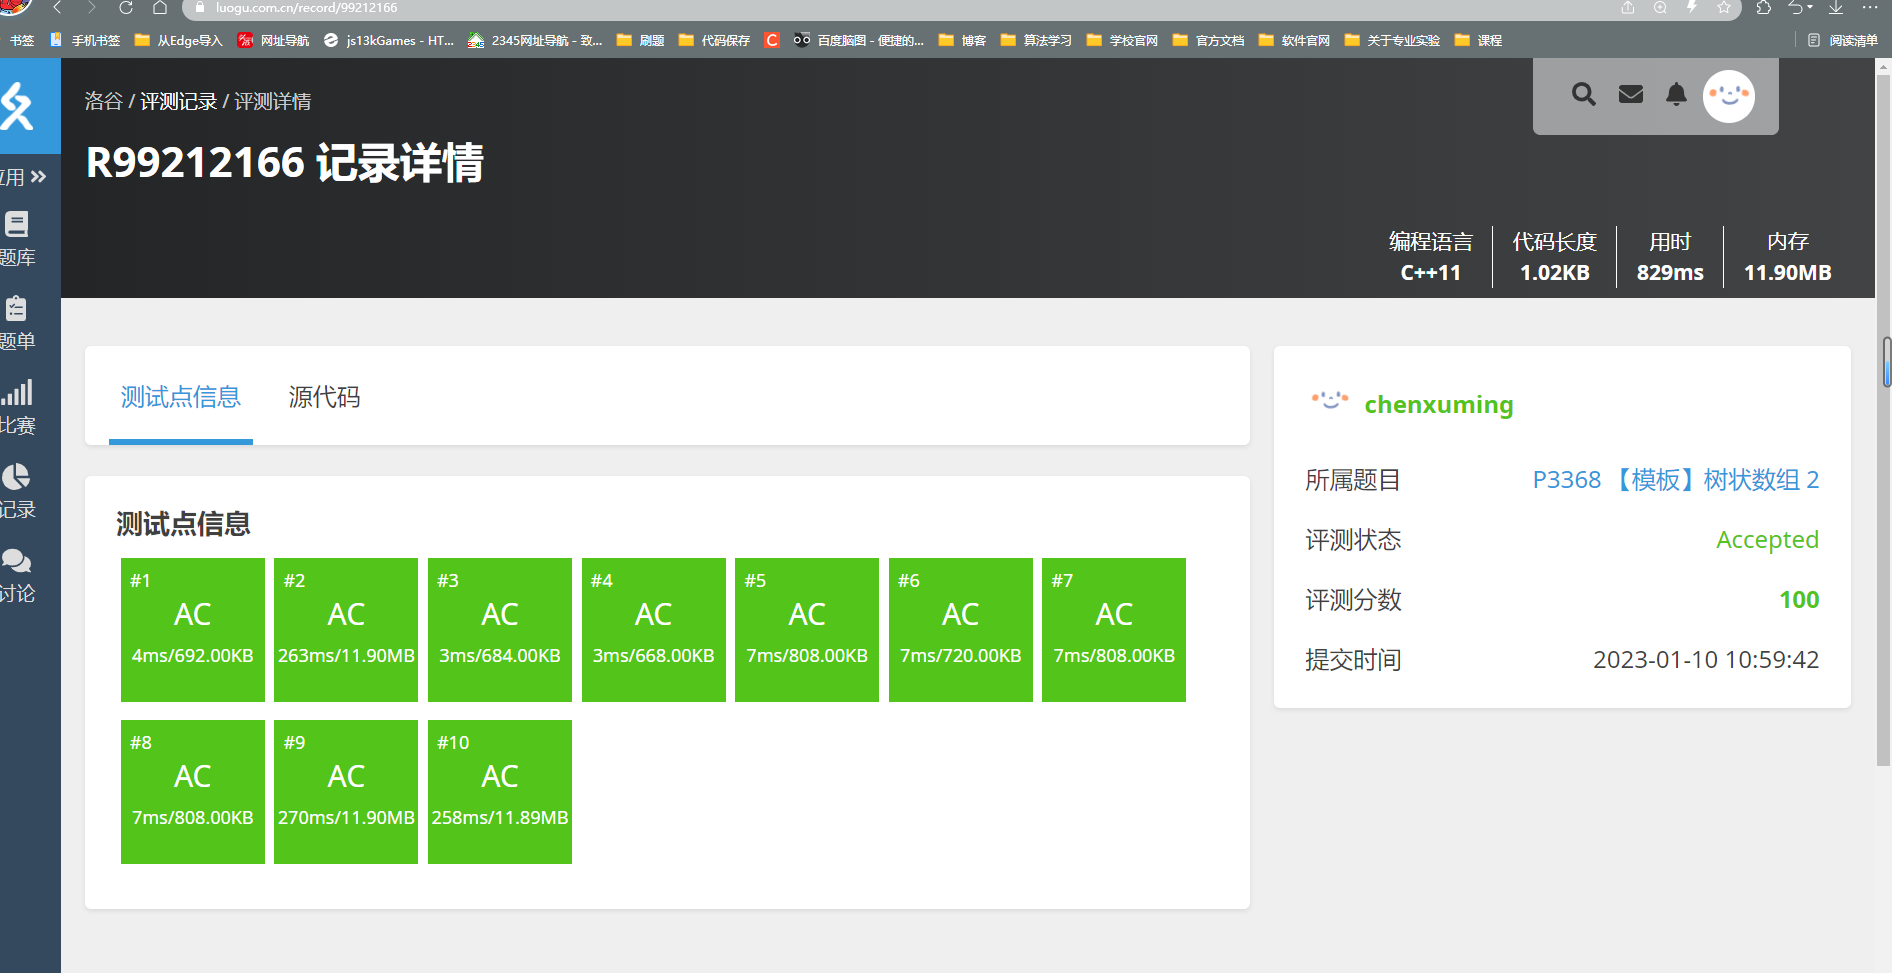 luogu.com.cn/record/99212166
书签 手机书签 从Edge导入 网址导航 js13kGames - HT... 2345网址导航 - 致... 刷题 代码保存 百度脑图 - 便捷的... 博客 算法学习 学校官网 官方文档 软件官网 关于专业实验 课程 阅读清单
洛谷 / 评测记录 / 评测详情
R99212166 记录详情
应用
题库
题单
比赛
记录
讨论
编程语言 代码长度 用时 内存
C++11 1.02KB 829ms 11.90MB
测试点信息 源代码
测试点信息
#1 #2 #3 #4 #5 #6 #7
AC AC AC AC AC AC AC
4ms/692.00KB 263ms/11.90MB 3ms/684.00KB 3ms/668.00KB 7ms/808.00KB 7ms/720.00KB 7ms/808.00KB
#8 #9 #10
AC AC AC
7ms/808.00KB 270ms/11.90MB 258ms/11.89MB
chenxuming
所属题目 P3368 【模板】树状数组 2
评测状态 Accepted
评测分数 100
提交时间 2023-01-10 10:59:42